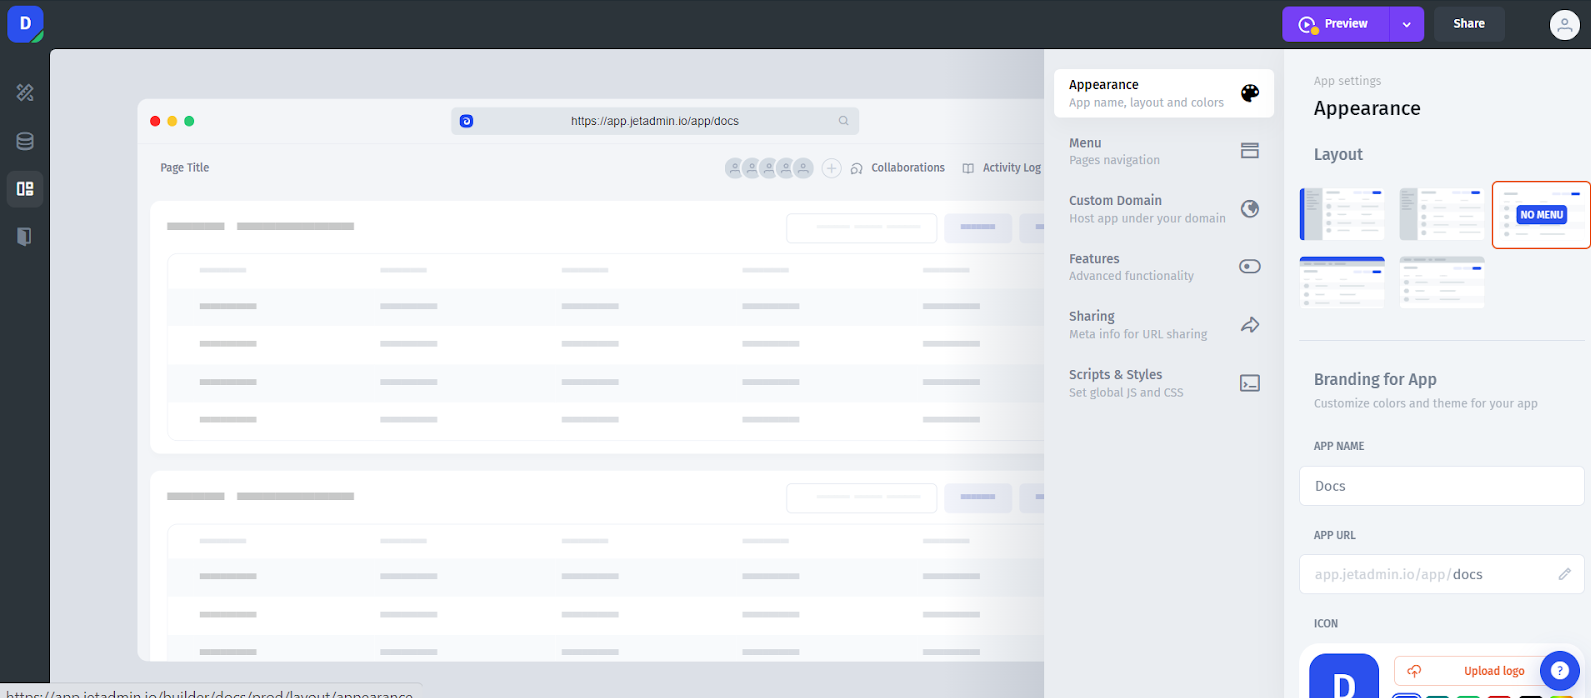 D
Preview
Share
https://app.jetadmin.io/app/docs
Page Title
Collaborations
Activity Log
Appearance
App name, layout and colors
Menu
Pages navigation
Custom Domain
Host app under your domain
Features
Advanced functionality
Sharing
Meta info for URL sharing
Scripts & Styles
Set global JS and CSS
App settings
Appearance
Layout
NO MENU
Branding for App
Customize colors and theme for your app
APP NAME
Docs
APP URL
app.jetadmin.io/app/docs
ICON
D
Upload logo
?
https://app.jetadmin.io/builder/docs/prod/layout/appearance